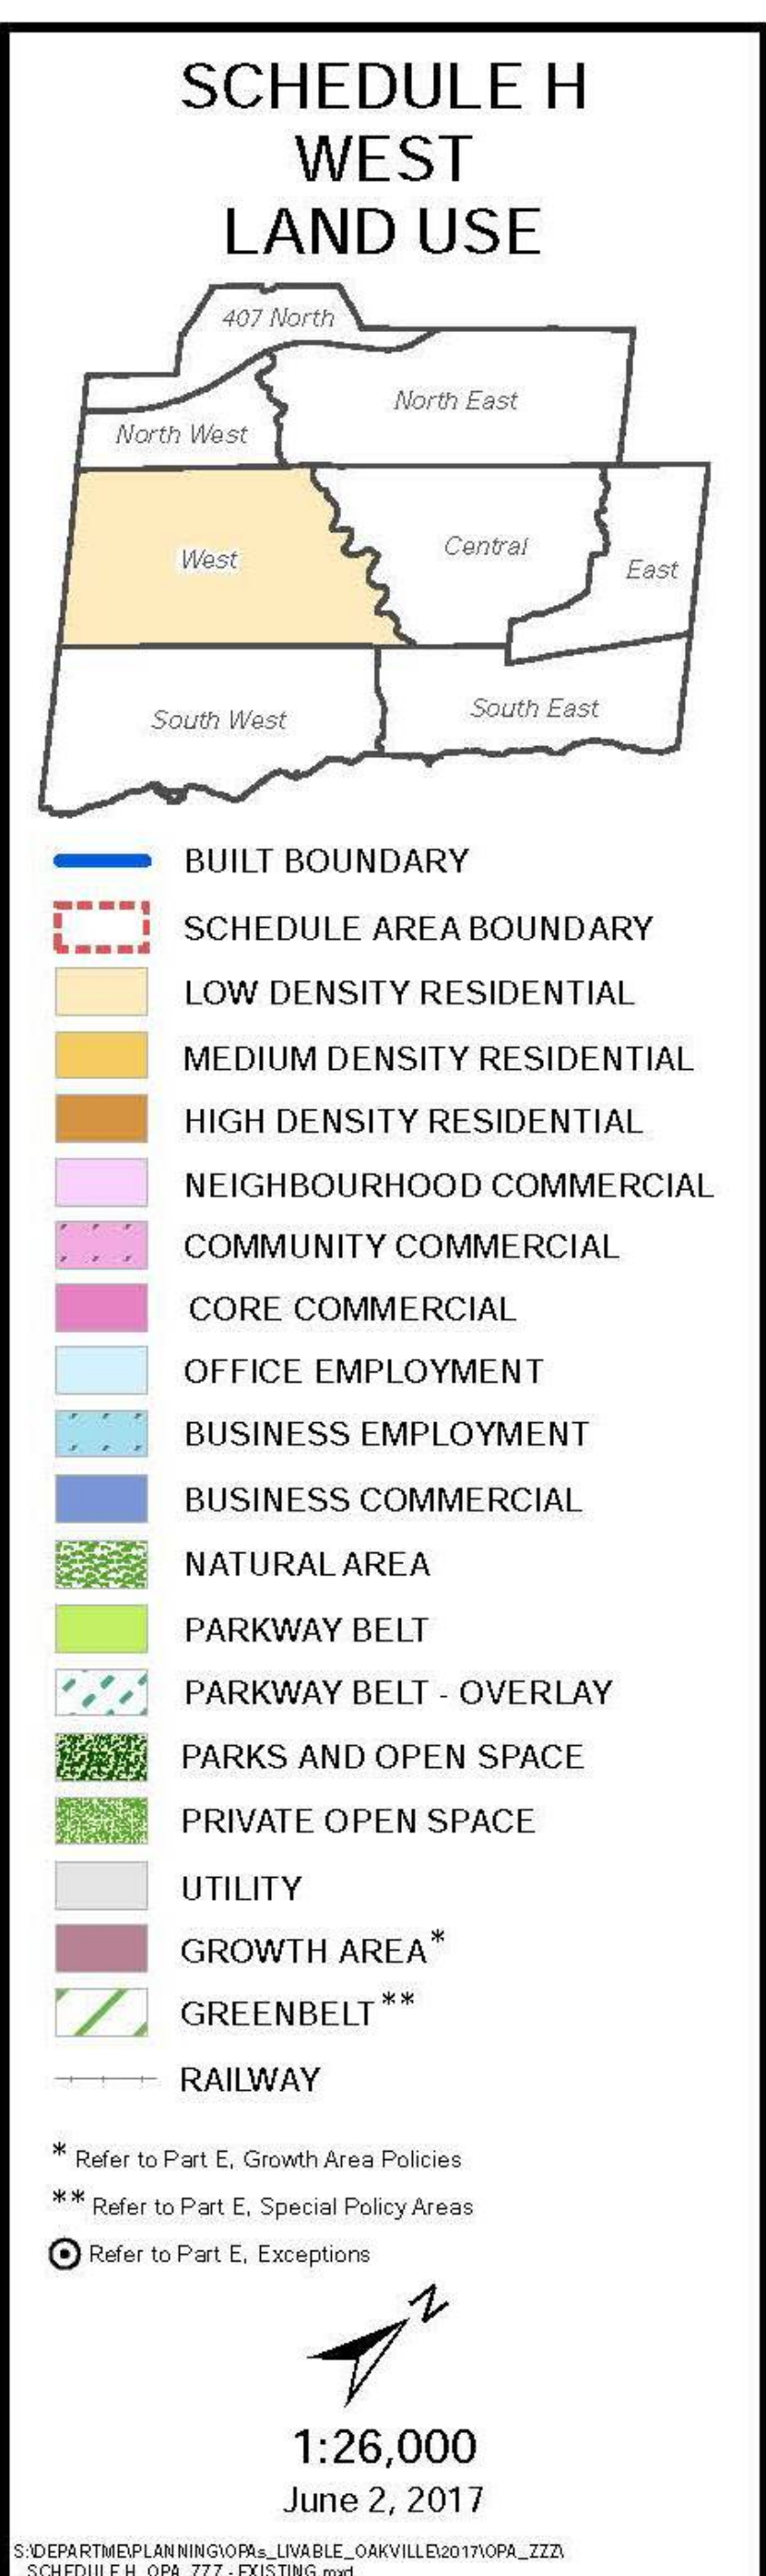 SCHEDULE H
WEST
LAND USE
407 North
North East
North West
West
Central
East
South West
South East
BUILT BOUNDARY
SCHEDULE AREA BOUNDARY
LOW DENSITY RESIDENTIAL
MEDIUM DENSITY RESIDENTIAL
HIGH DENSITY RESIDENTIAL
NEIGHBOURHOOD COMMERCIAL
COMMUNITY COMMERCIAL
CORE COMMERCIAL
OFFICE EMPLOYMENT
BUSINESS EMPLOYMENT
BUSINESS COMMERCIAL
NATURAL AREA
PARKWAY BELT
PARKWAY BELT - OVERLAY
PARKS AND OPEN SPACE
PRIVATE OPEN SPACE
UTILITY
GROWTH AREA*
GREENBELT**
RAILWAY
* Refer to Part E, Growth Area Policies
** Refer to Part E, Special Policy Areas
Refer to Part E, Exceptions
N
1:26,000
June 2, 2017
S:\DEPARTME\PLANNING\OPAs_LIVABLE_OAKVILLE\2017\OPA_ZZZ\
SCHEDULE H_OPA_ZZZ - EXISTING.mxd